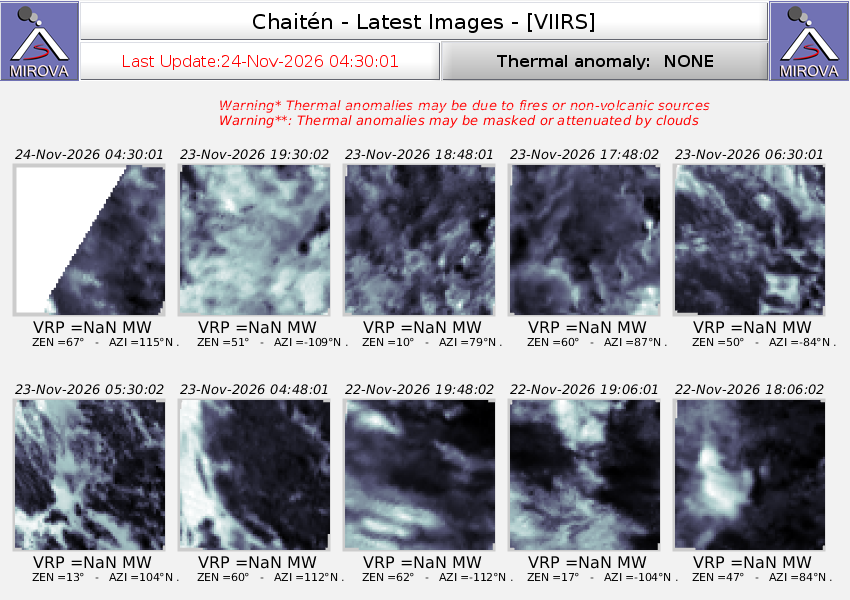 Chaitén - Latest Images - [VIIRS]
MIROVA
Last Update:24-Nov-2026 04:30:01
Thermal anomaly: NONE
MIROVA
Warning* Thermal anomalies may be due to fires or non-volcanic sources
Warning**: Thermal anomalies may be masked or attenuated by clouds
24-Nov-2026 04:30:01
23-Nov-2026 19:30:02
23-Nov-2026 18:48:01
23-Nov-2026 17:48:02
23-Nov-2026 06:30:01
VRP =NaN MW
VRP =NaN MW
VRP =NaN MW
VRP =NaN MW
VRP =NaN MW
ZEN =67° - AZI =115°N .
ZEN =51° - AZI =-109°N .
ZEN =10° - AZI =79°N .
ZEN =60° - AZI =87°N .
ZEN =50° - AZI =-84°N .
23-Nov-2026 05:30:02
23-Nov-2026 04:48:01
22-Nov-2026 19:48:02
22-Nov-2026 19:06:01
22-Nov-2026 18:06:02
VRP =NaN MW
VRP =NaN MW
VRP =NaN MW
VRP =NaN MW
VRP =NaN MW
ZEN =13° - AZI =104°N .
ZEN =60° - AZI =112°N .
ZEN =62° - AZI =-112°N .
ZEN =17° - AZI =-104°N .
ZEN =47° - AZI =84°N .